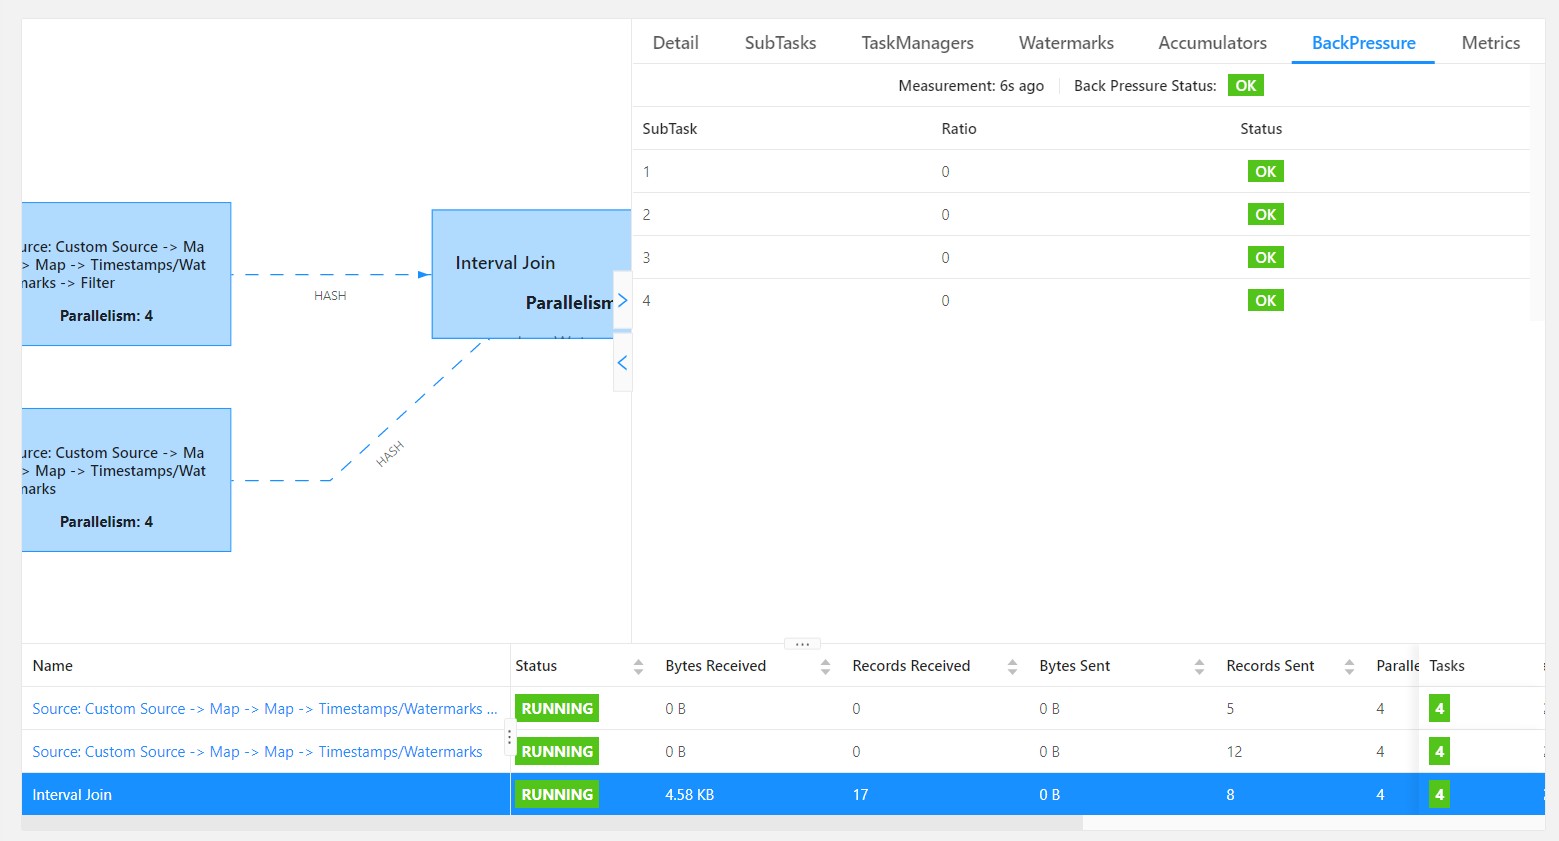 Detail SubTasks TaskManagers Watermarks Accumulators BackPressure Metrics
Measurement: 6s ago Back Pressure Status: OK
SubTask Ratio Status
1 0 OK
2 0 OK
3 0 OK
4 0 OK
urce: Custom Source -> Ma
> Map -> Timestamps/Wat
narks -> Filter
Parallelism: 4
HASH
Interval Join
Parallelism
urce: Custom Source -> Ma
> Map -> Timestamps/Wat
narks
Parallelism: 4
HASH
Name Status Bytes Received Records Received Bytes Sent Records Sent Paralle Tasks
Source: Custom Source -> Map -> Map -> Timestamps/Watermarks ... RUNNING 0 B 0 0 B 5 4 4
Source: Custom Source -> Map -> Map -> Timestamps/Watermarks RUNNING 0 B 0 0 B 12 4 4
Interval Join RUNNING 4.58 KB 17 0 B 8 4 4